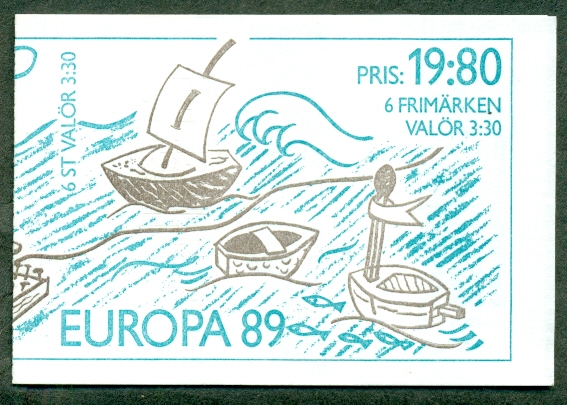 6 ST VALÖR 3:30
PRIS: 19:80
6 FRIMÄRKEN
VALÖR 3:30
EUROPA 89